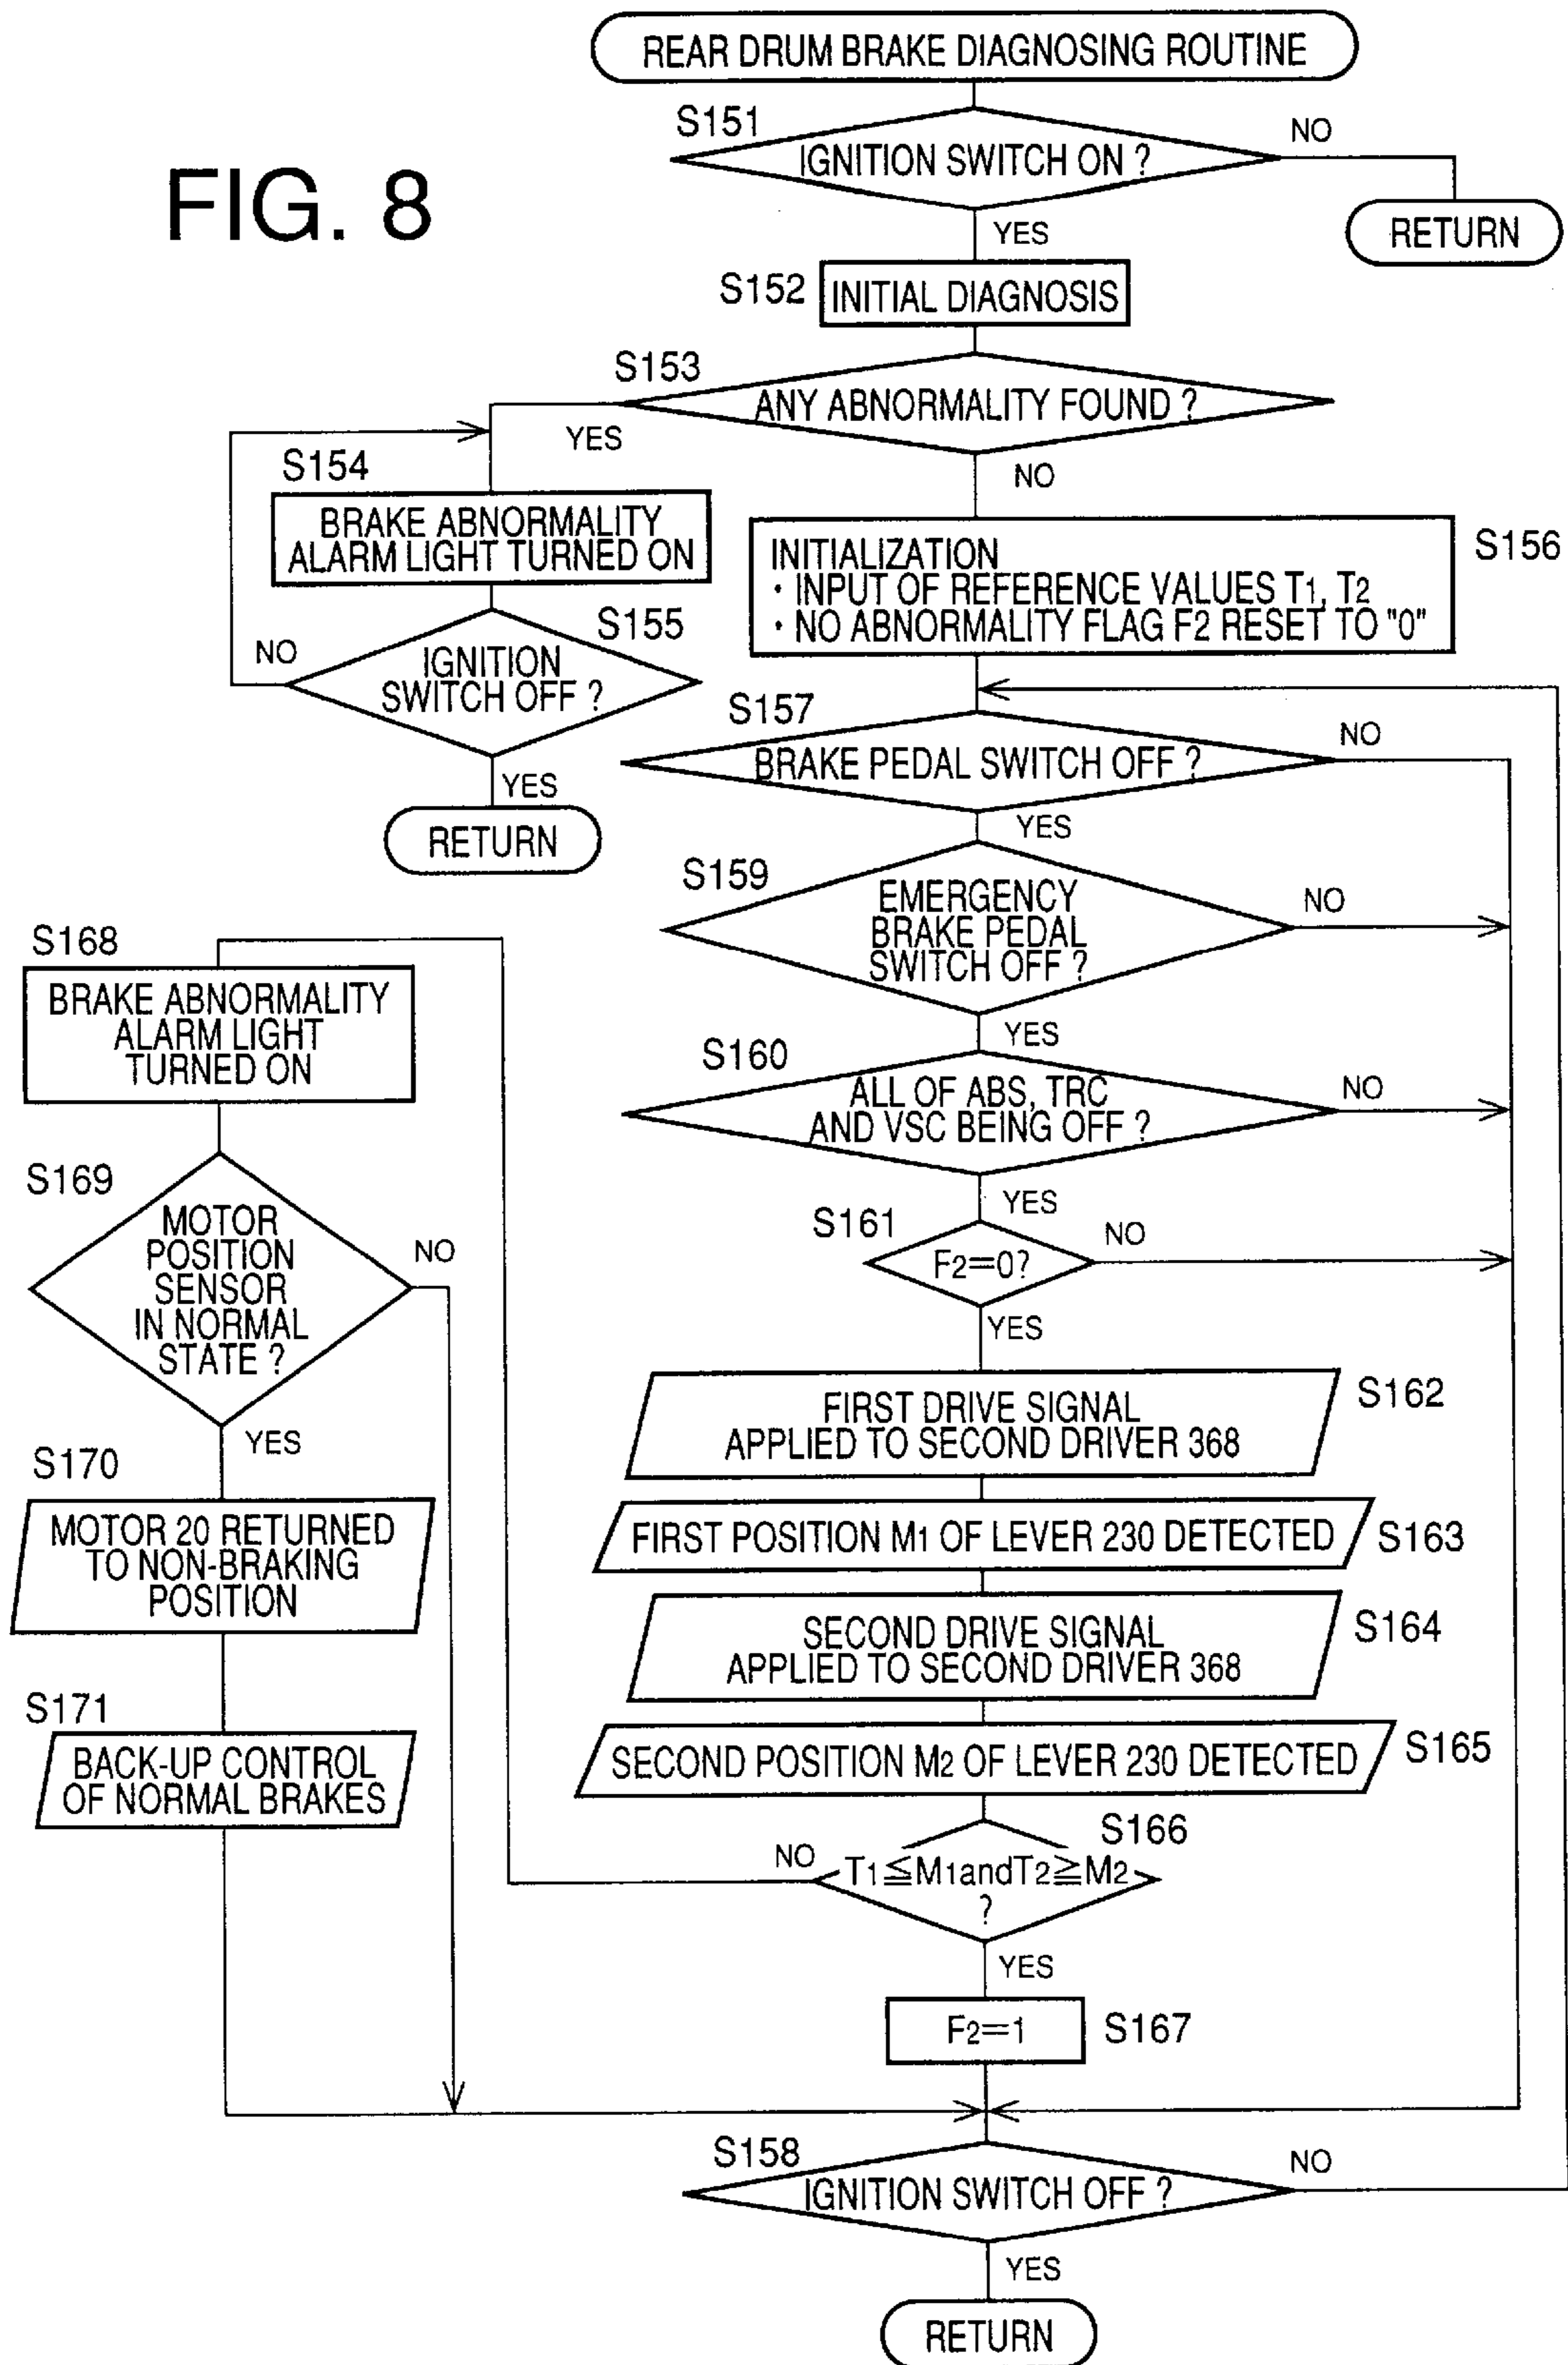 REAR DRUM BRAKE DIAGNOSING ROUTINE
FIG. 8
S151
IGNITION SWITCH ON ?
NO
RETURN
YES
S152
INITIAL DIAGNOSIS
S153
ANY ABNORMALITY FOUND ?
YES
NO
S154
BRAKE ABNORMALITY
ALARM LIGHT TURNED ON
S155
IGNITION
SWITCH OFF ?
NO
YES
RETURN
S156
INITIALIZATION
· INPUT OF REFERENCE VALUES T1, T2
· NO ABNORMALITY FLAG F2 RESET TO "0"
S157
BRAKE PEDAL SWITCH OFF ?
NO
YES
S159
EMERGENCY
BRAKE PEDAL
SWITCH OFF ?
NO
YES
S160
ALL OF ABS, TRC
AND VSC BEING OFF ?
NO
YES
S161
F2=0?
NO
YES
S162
FIRST DRIVE SIGNAL
APPLIED TO SECOND DRIVER 368
FIRST POSITION M1 OF LEVER 230 DETECTED
S163
SECOND DRIVE SIGNAL
APPLIED TO SECOND DRIVER 368
S164
SECOND POSITION M2 OF LEVER 230 DETECTED
S165
S166
T1≦M1andT2≧M2
?
NO
YES
F2=1
S167
S168
BRAKE ABNORMALITY
ALARM LIGHT
TURNED ON
S169
MOTOR
POSITION
SENSOR
IN NORMAL
STATE ?
NO
YES
S170
MOTOR 20 RETURNED
TO NON-BRAKING
POSITION
S171
BACK-UP CONTROL
OF NORMAL BRAKES
S158
IGNITION SWITCH OFF ?
NO
YES
RETURN